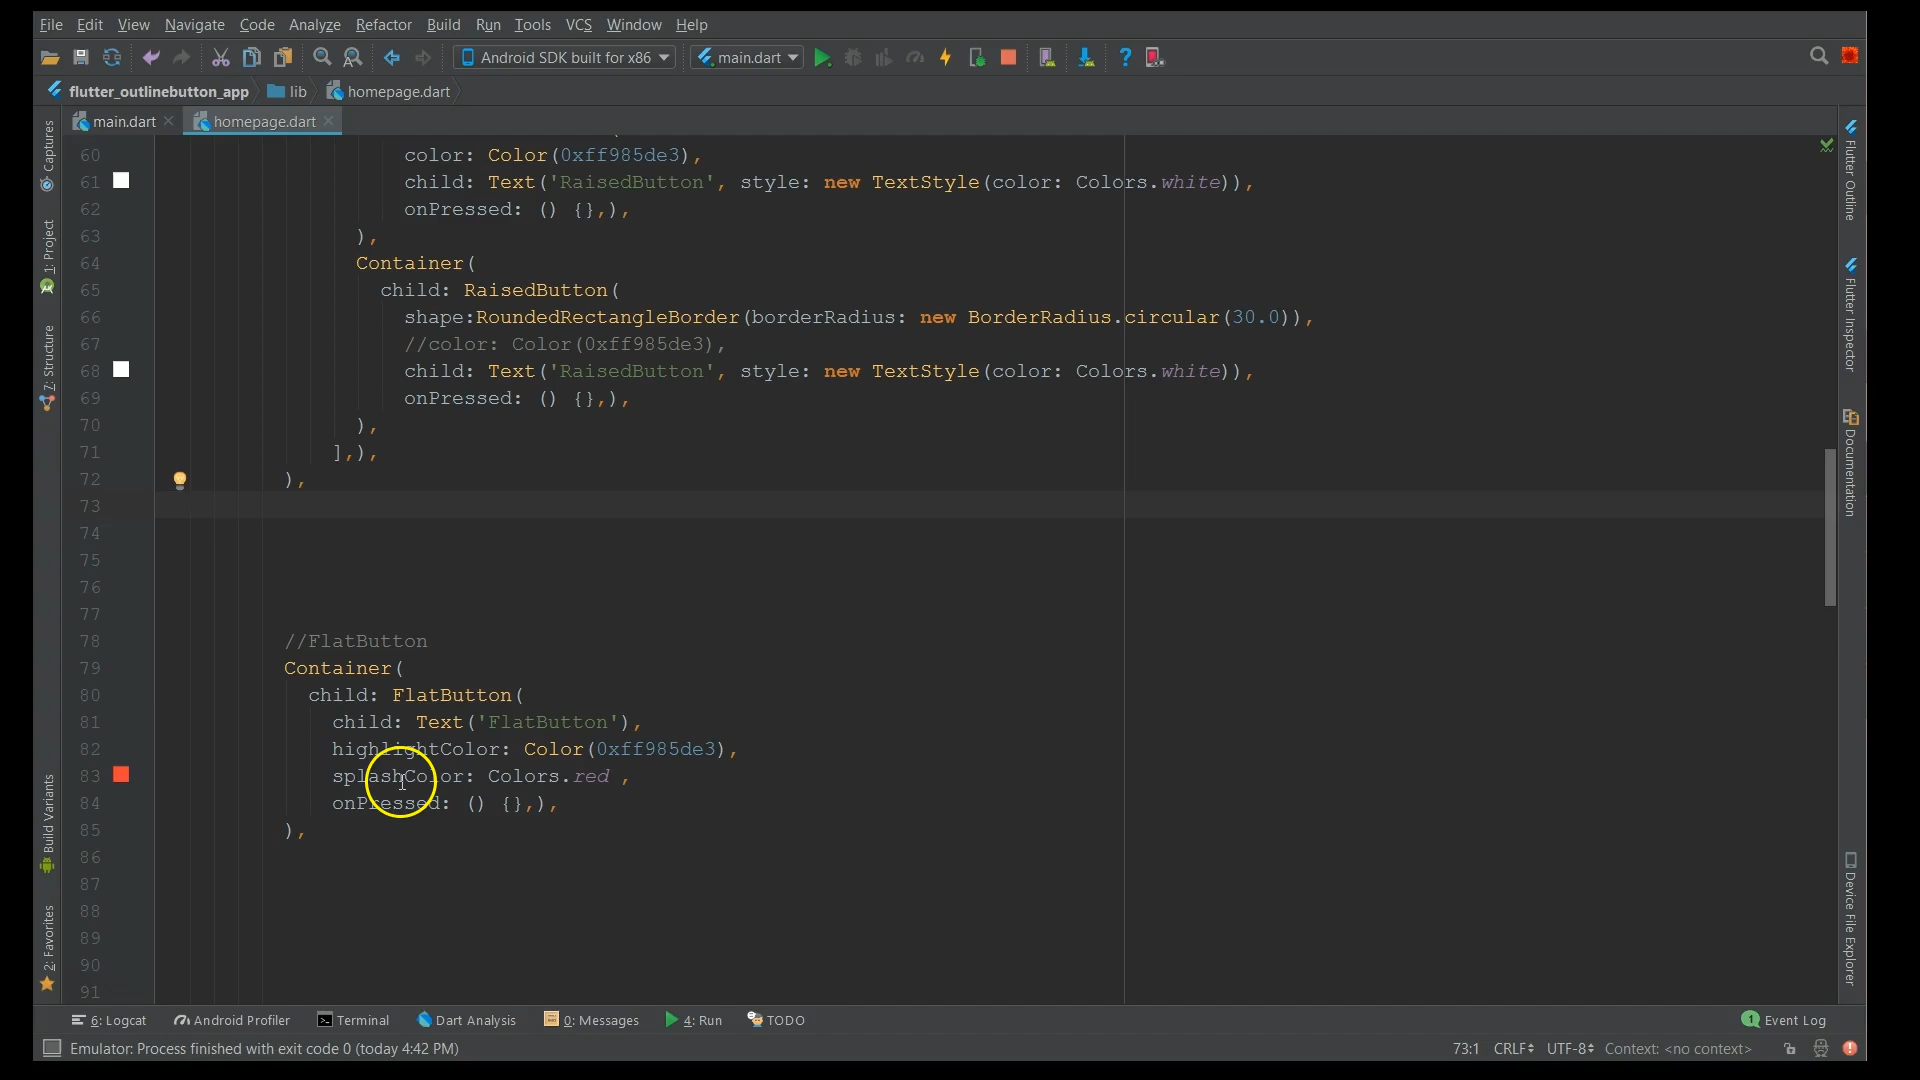 File Edit View Navigate Code Analyze Refactor Build Run Tools VCS Window Help
Android SDK built for x86 main.dart
flutter_outlinebutton_app lib homepage.dart
main.dart homepage.dart
60 color: Color(0xff985de3),
61 child: Text('RaisedButton', style: new TextStyle(color: Colors.white)),
62 onPressed: () {},),
63 ),
64 Container(
65 child: RaisedButton(
66 shape:RoundedRectangleBorder(borderRadius: new BorderRadius.circular(30.0)),
67 //color: Color(0xff985de3),
68 child: Text('RaisedButton', style: new TextStyle(color: Colors.white)),
69 onPressed: () {},),
70 ),
71 ],),
72 ),
73
74
75
76
77
78 //FlatButton
79 Container(
80 child: FlatButton(
81 child: Text('FlatButton'),
82 highlightColor: Color(0xff985de3),
83 splashColor: Colors.red ,
84 onPressed: () {},),
85 ),
86
87
88
89
90
91
Captures
1: Project
7: Structure
Build Variants
2: Favorites
Flutter Outline
Flutter Inspector
Documentation
Device File Explorer
6: Logcat Android Profiler Terminal Dart Analysis 0: Messages 4: Run TODO 1 Event Log
Emulator: Process finished with exit code 0 (today 4:42 PM) 73:1 CRLF UTF-8 Context: <no context>